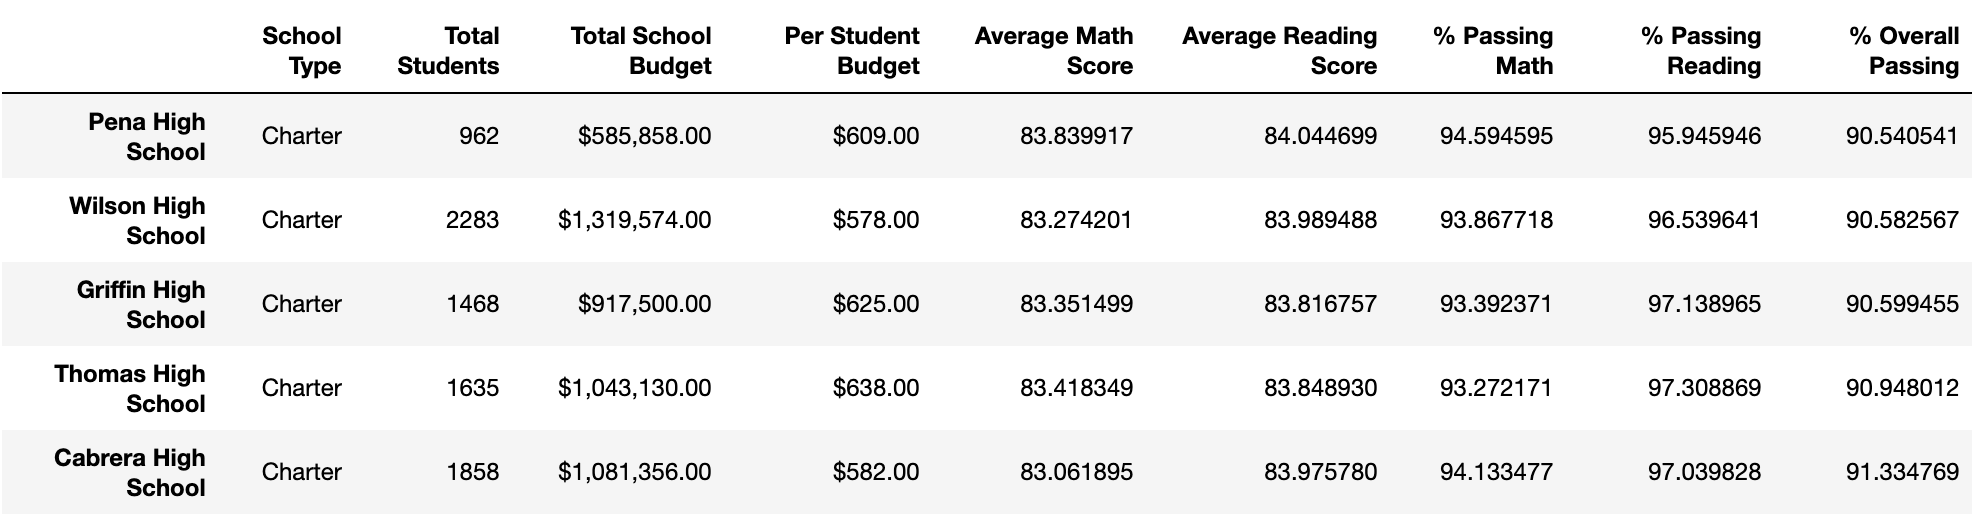 School Type Total Students Total School Budget Per Student Budget Average Math Score Average Reading Score % Passing Math % Passing Reading % Overall Passing
Pena High School Charter 962 $585,858.00 $609.00 83.839917 84.044699 94.594595 95.945946 90.540541
Wilson High School Charter 2283 $1,319,574.00 $578.00 83.274201 83.989488 93.867718 96.539641 90.582567
Griffin High School Charter 1468 $917,500.00 $625.00 83.351499 83.816757 93.392371 97.138965 90.599455
Thomas High School Charter 1635 $1,043,130.00 $638.00 83.418349 83.848930 93.272171 97.308869 90.948012
Cabrera High School Charter 1858 $1,081,356.00 $582.00 83.061895 83.975780 94.133477 97.039828 91.334769